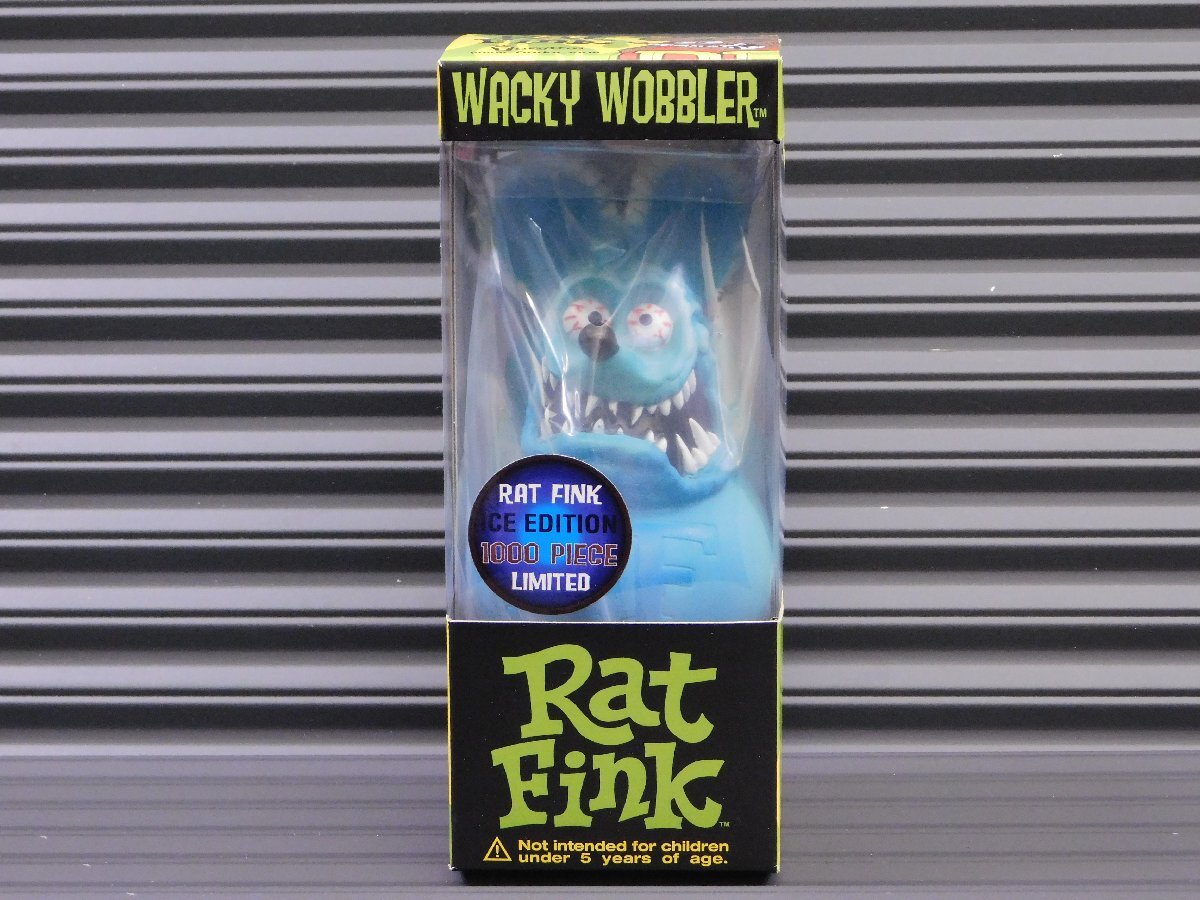 WACKY WOBBLER™
RAT FINK
ICE EDITION
1000 PIECE
LIMITED
Rat
Fink™
Not intended for children
under 5 years of age.